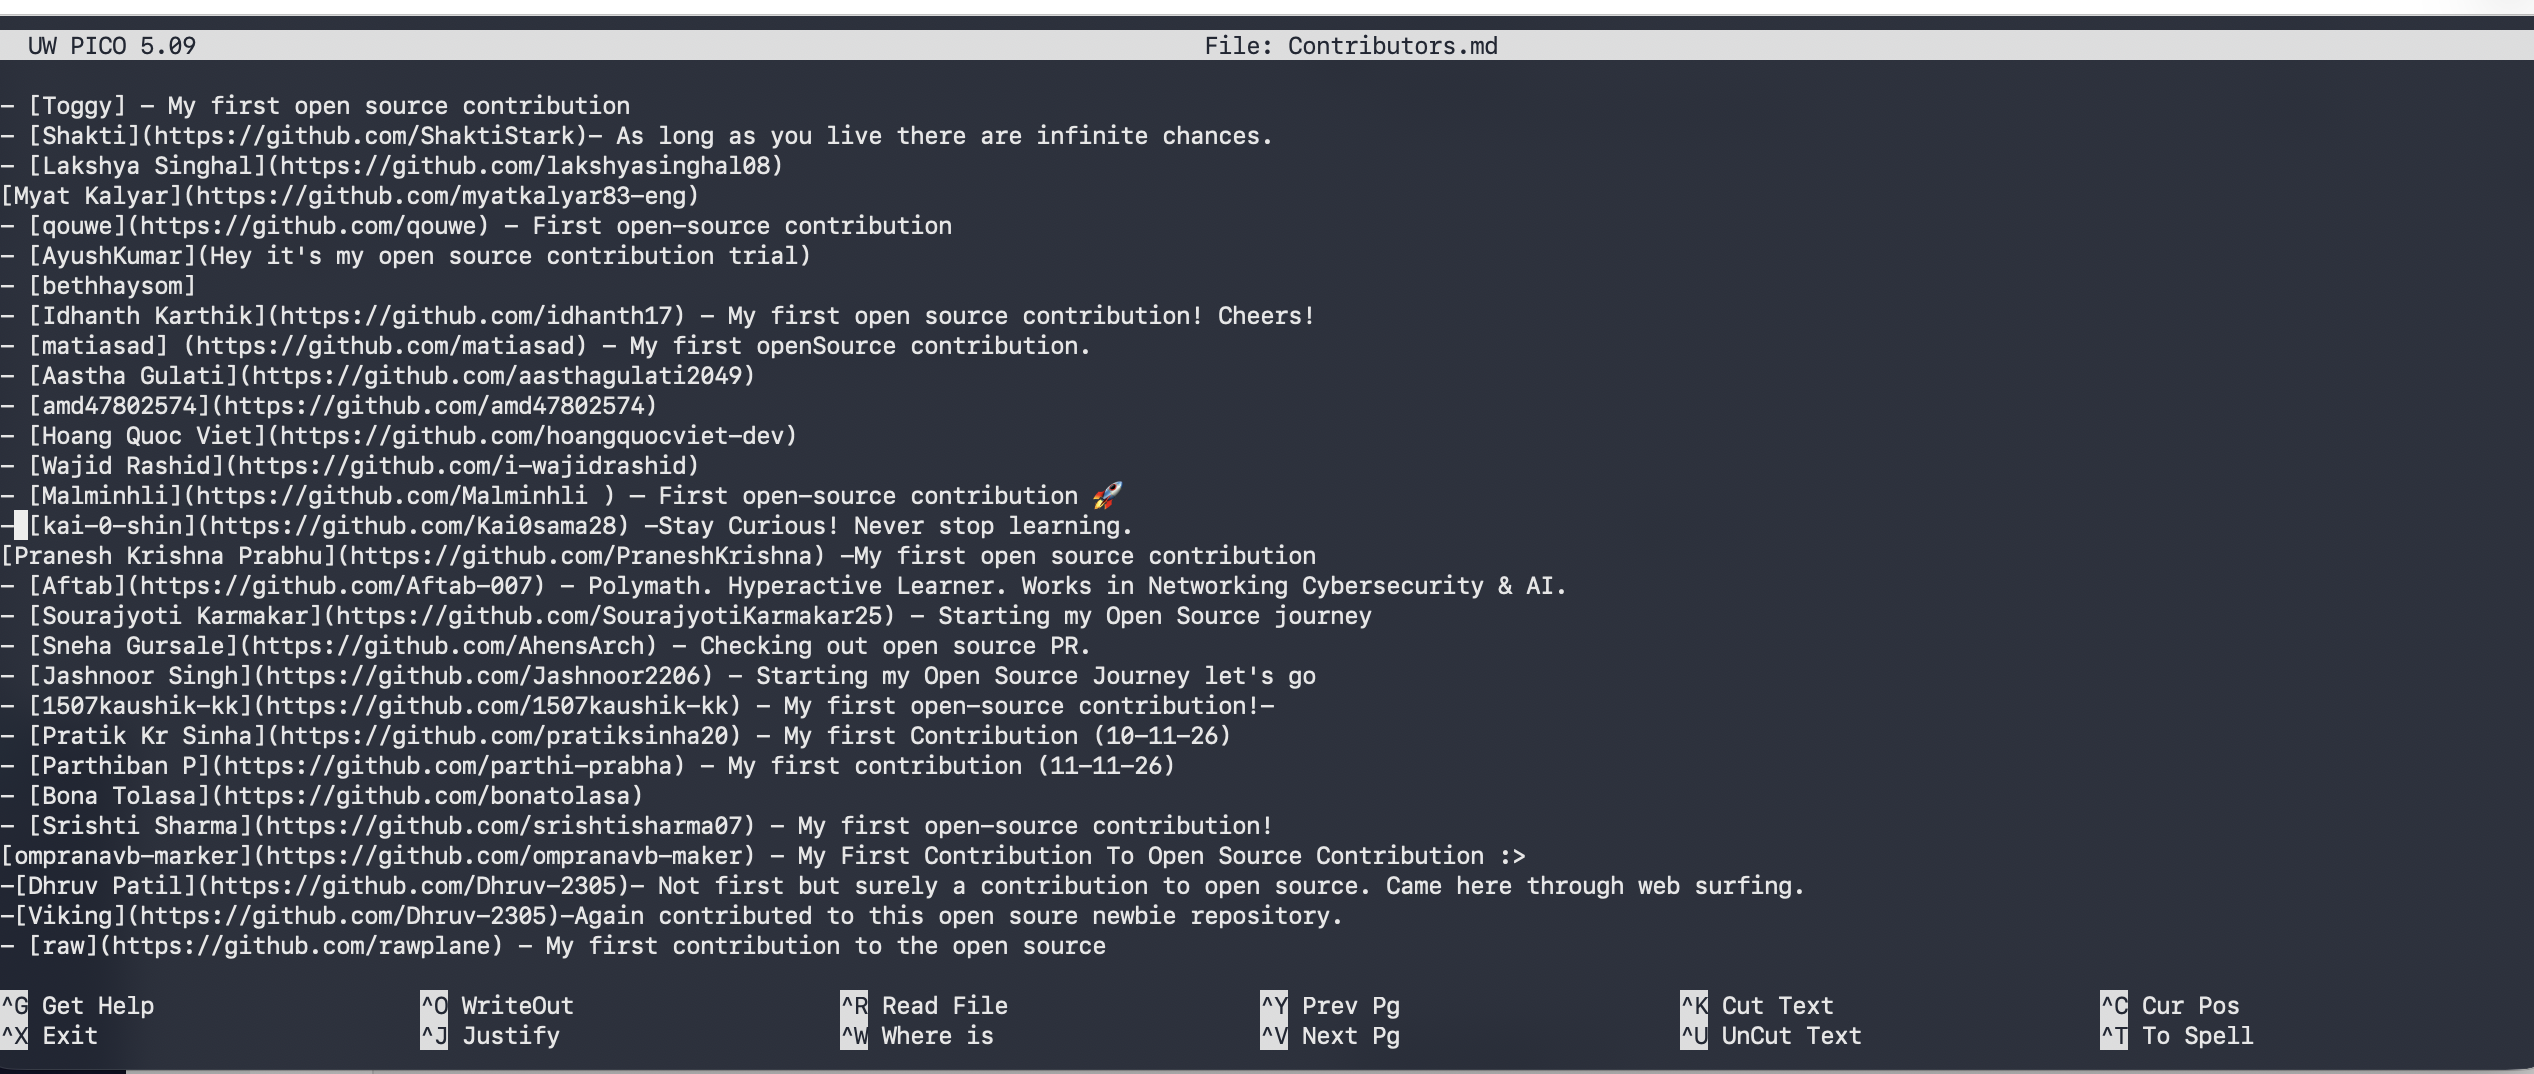 UW PICO 5.09 File: Contributors.md
– [Toggy] – My first open source contribution
– [Shakti](https://github.com/ShaktiStark)– As long as you live there are infinite chances.
– [Lakshya Singhal](https://github.com/lakshyasinghal08)
[Myat Kalyar](https://github.com/myatkalyar83-eng)
– [qouwe](https://github.com/qouwe) – First open-source contribution
– [AyushKumar](Hey it's my open source contribution trial)
– [bethhaysom]
– [Idhanth Karthik](https://github.com/idhanth17) – My first open source contribution! Cheers!
– [matiasad] (https://github.com/matiasad) – My first openSource contribution.
– [Aastha Gulati](https://github.com/aasthagulati2049)
– [amd47802574](https://github.com/amd47802574)
– [Hoang Quoc Viet](https://github.com/hoangquocviet-dev)
– [Wajid Rashid](https://github.com/i-wajidrashid)
– [Malminhli](https://github.com/Malminhli ) — First open-source contribution 🚀
– [kai-0-shin](https://github.com/Kai0sama28) –Stay Curious! Never stop learning.
[Pranesh Krishna Prabhu](https://github.com/PraneshKrishna) –My first open source contribution
– [Aftab](https://github.com/Aftab-007) – Polymath. Hyperactive Learner. Works in Networking Cybersecurity & AI.
– [Sourajyoti Karmakar](https://github.com/SourajyotiKarmakar25) – Starting my Open Source journey
– [Sneha Gursale](https://github.com/AhensArch) – Checking out open source PR.
– [Jashnoor Singh](https://github.com/Jashnoor2206) – Starting my Open Source Journey let's go
– [1507kaushik-kk](https://github.com/1507kaushik-kk) – My first open-source contribution!–
– [Pratik Kr Sinha](https://github.com/pratiksinha20) – My first Contribution (10-11-26)
– [Parthiban P](https://github.com/parthi-prabha) – My first contribution (11-11-26)
– [Bona Tolasa](https://github.com/bonatolasa)
– [Srishti Sharma](https://github.com/srishtisharma07) – My first open-source contribution!
[ompranavb-marker](https://github.com/ompranavb-maker) – My First Contribution To Open Source Contribution :>
–[Dhruv Patil](https://github.com/Dhruv-2305)– Not first but surely a contribution to open source. Came here through web surfing.
–[Viking](https://github.com/Dhruv-2305)–Again contributed to this open soure newbie repository.
– [raw](https://github.com/rawplane) – My first contribution to the open source
^G Get Help ^O WriteOut ^R Read File ^Y Prev Pg ^K Cut Text ^C Cur Pos
^X Exit ^J Justify ^W Where is ^V Next Pg ^U UnCut Text ^T To Spell